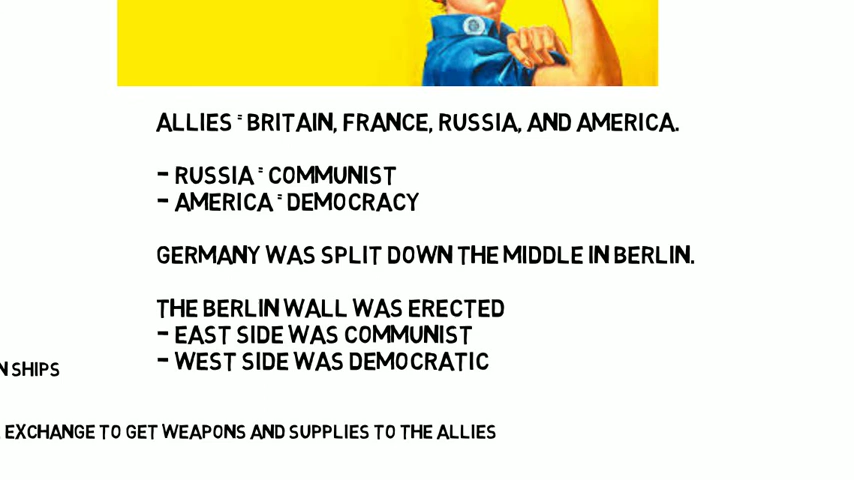 ALLIES = BRITAIN, FRANCE, RUSSIA, AND AMERICA.
- RUSSIA = COMMUNIST
- AMERICA = DEMOCRACY
GERMANY WAS SPLIT DOWN THE MIDDLE IN BERLIN.
THE BERLIN WALL WAS ERECTED
- EAST SIDE WAS COMMUNIST
- WEST SIDE WAS DEMOCRATIC
SHIPS
EXCHANGE TO GET WEAPONS AND SUPPLIES TO THE ALLIES